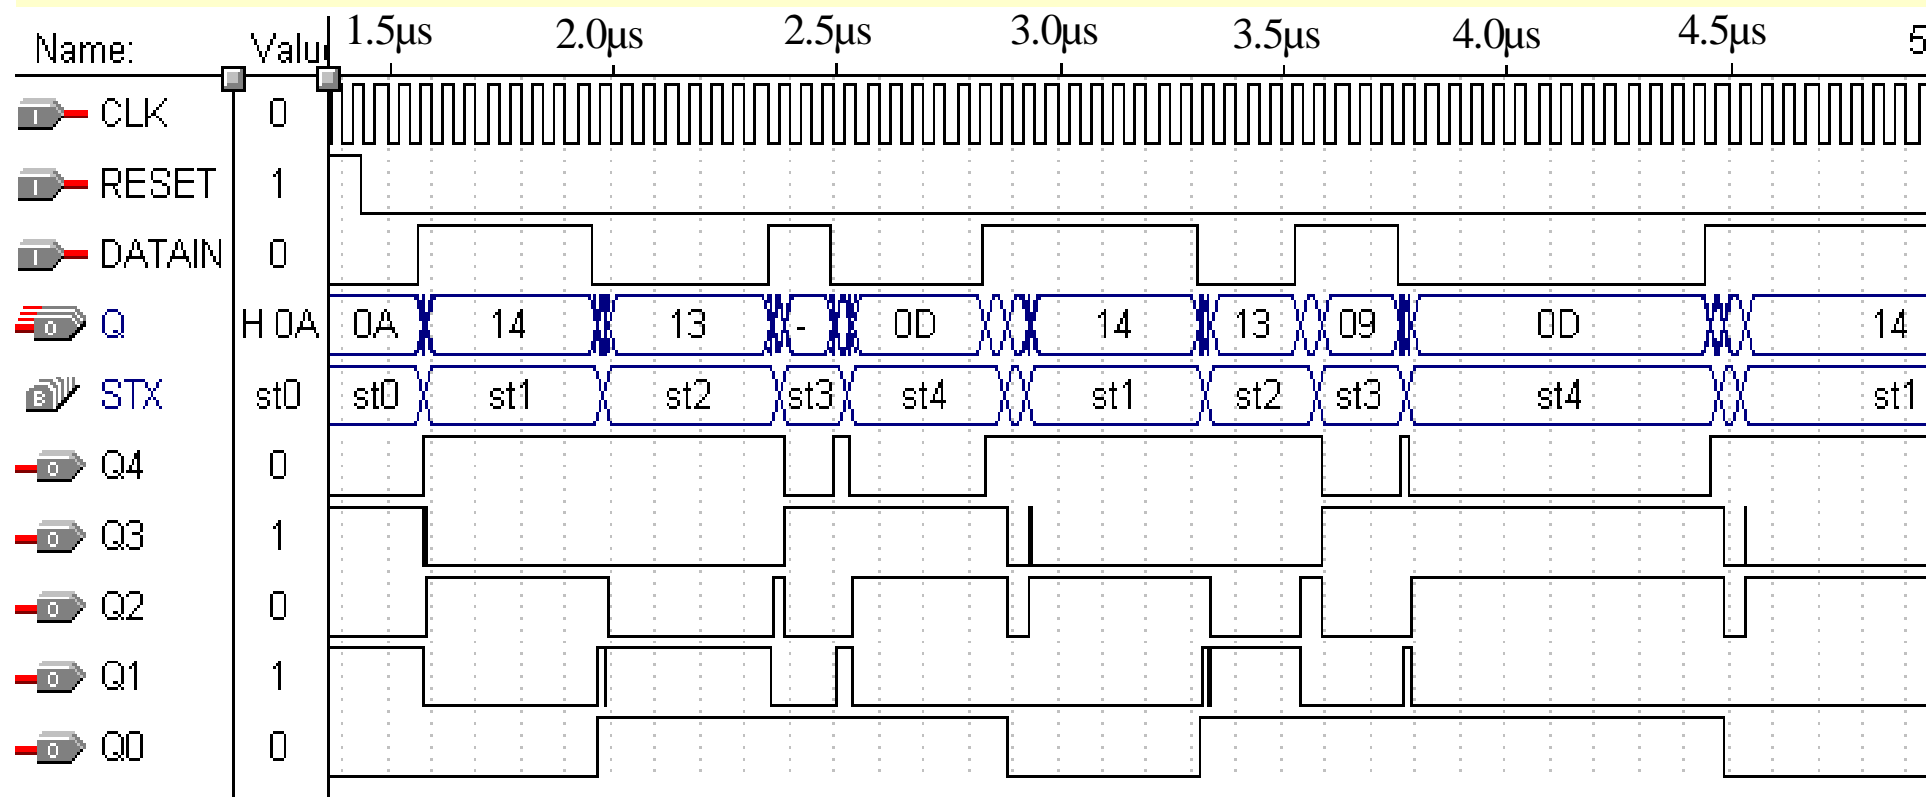 1.5μs 2.0μs 2.5μs 3.0μs 3.5μs 4.0μs 4.5μs 5
Name: Valu
I CLK 0
I RESET 1
I DATAIN 0
O Q H 0A 0A 14 13 - 0D 14 13 09 0D 14
B STX st0 st0 st1 st2 st3 st4 st1 st2 st3 st4 st1
O Q4 0
O Q3 1
O Q2 0
O Q1 1
O Q0 0